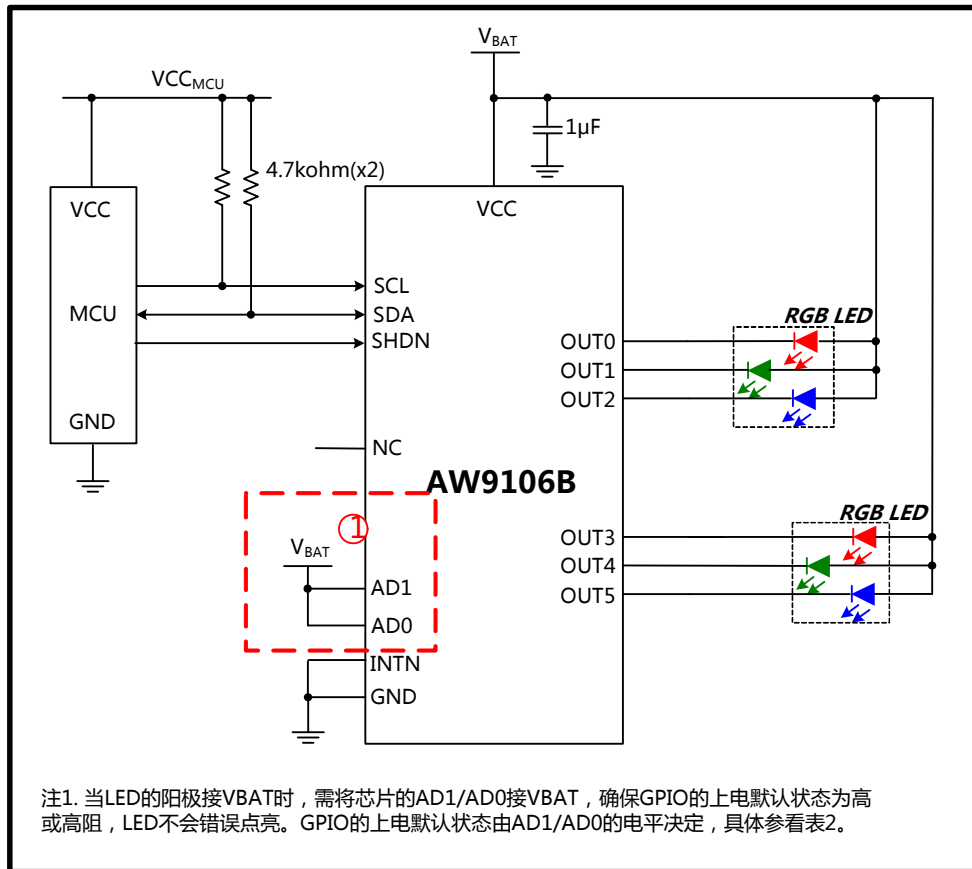 V_BAT
VCC_MCU
1μF
4.7kohm(x2)
VCC
VCC
SCL
MCU
SDA
SHDN
RGB LED
OUT0
OUT1
OUT2
GND
NC
AW9106B
RGB LED
①
OUT3
V_BAT
OUT4
AD1
OUT5
AD0
INTN
GND
注1. 当LED的阳极接VBAT时，需将芯片的AD1/AD0接VBAT，确保GPIO的上电默认状态为高
或高阻，LED不会错误点亮。GPIO的上电默认状态由AD1/AD0的电平决定，具体参看表2。